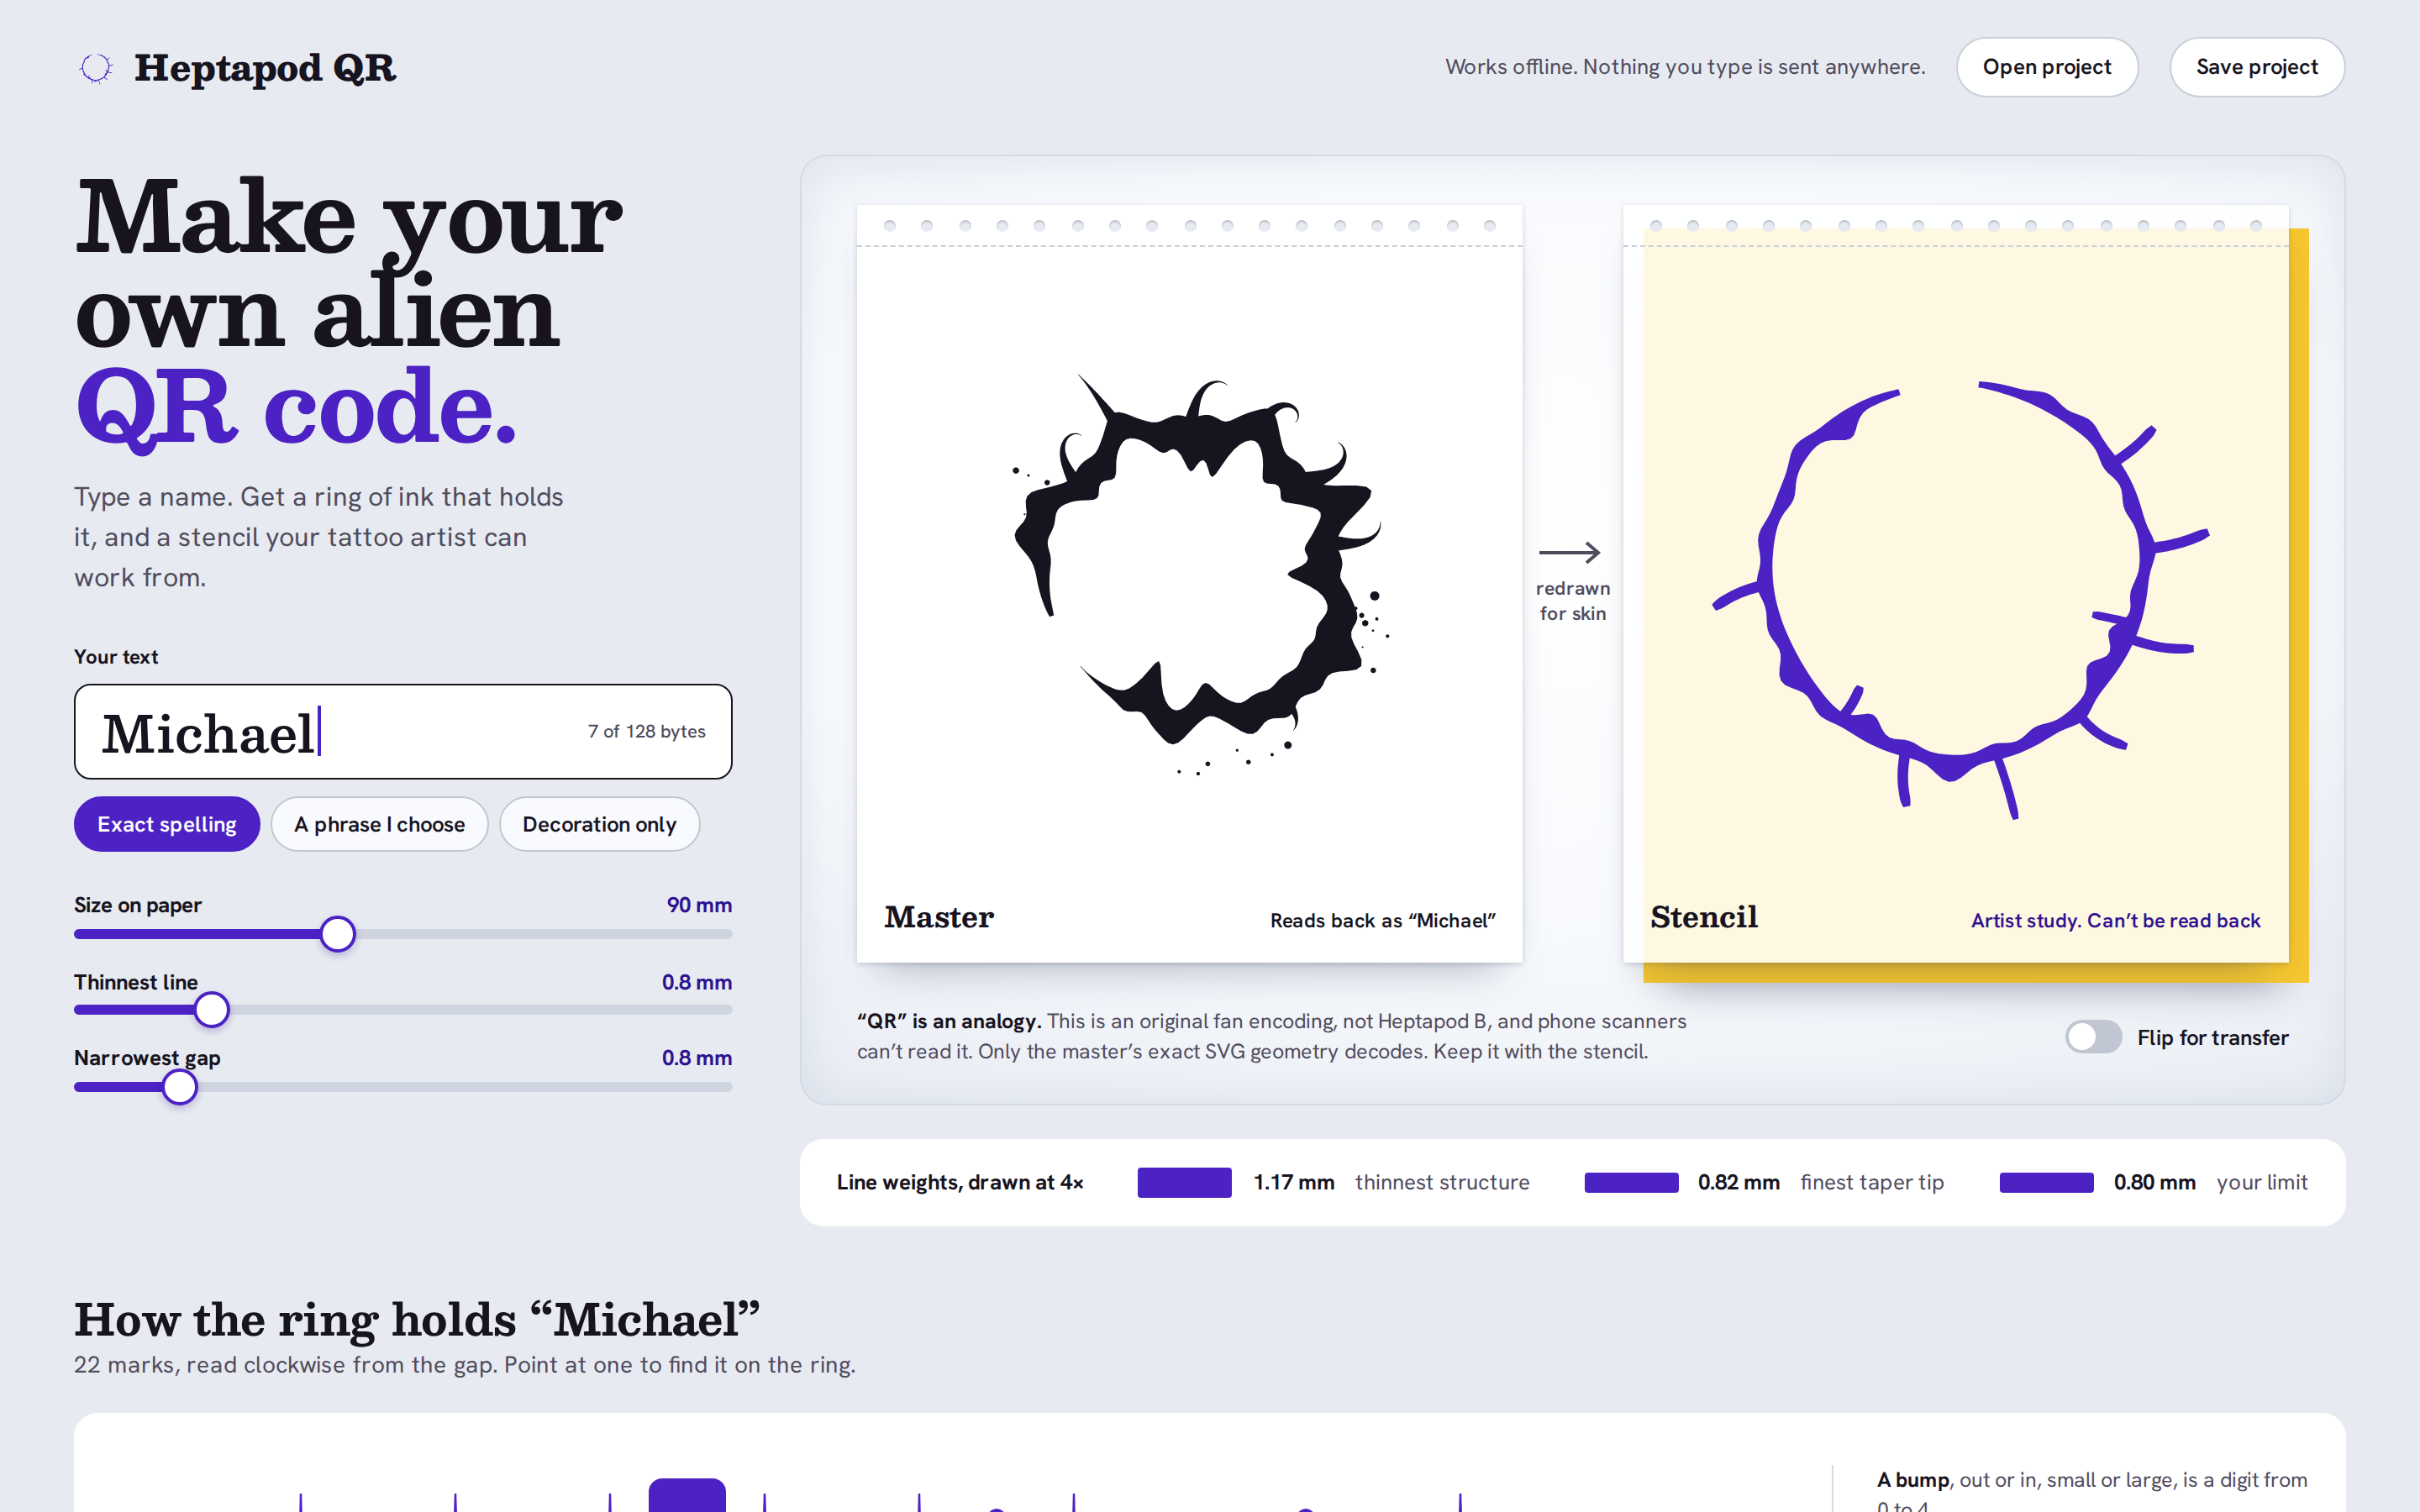 Heptapod QR
Works offline. Nothing you type is sent anywhere.
Open project
Save project
Make your
own alien
QR code.
Type a name. Get a ring of ink that holds
it, and a stencil your tattoo artist can
work from.
Your text
Michael
7 of 128 bytes
Exact spelling
A phrase I choose
Decoration only
Size on paper
90 mm
Thinnest line
0.8 mm
Narrowest gap
0.8 mm
Master
Reads back as “Michael”
redrawn
for skin
Stencil
Artist study. Can’t be read back
“QR” is an analogy. This is an original fan encoding, not Heptapod B, and phone scanners
can’t read it. Only the master’s exact SVG geometry decodes. Keep it with the stencil.
Flip for transfer
Line weights, drawn at 4×
1.17 mm thinnest structure
0.82 mm finest taper tip
0.80 mm your limit
How the ring holds “Michael”
22 marks, read clockwise from the gap. Point at one to find it on the ring.
A bump, out or in, small or large, is a digit from
0 to 4